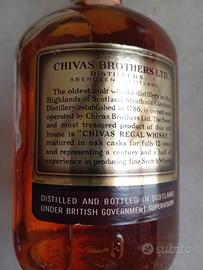 CHIVAS BROTHERS LTD.
DISTILLERS
ABERDEEN SCOTLAND
The oldest malt whisky distillery in the
Highlands of Scotland, Strathisla-Glenlivet
Distillery, established in 1786, is owned and
operated by Chivas Brothers Ltd. The finest
and most treasured product of this old
house is "CHIVAS REGAL WHISKY"
matured in oak casks for fully 12 years
and representing a century and a half
experience in producing fine Scotch Whisky
DISTILLED AND BOTTLED IN SCOTLAND
UNDER BRITISH GOVERNMENT SUPERVISION
subito